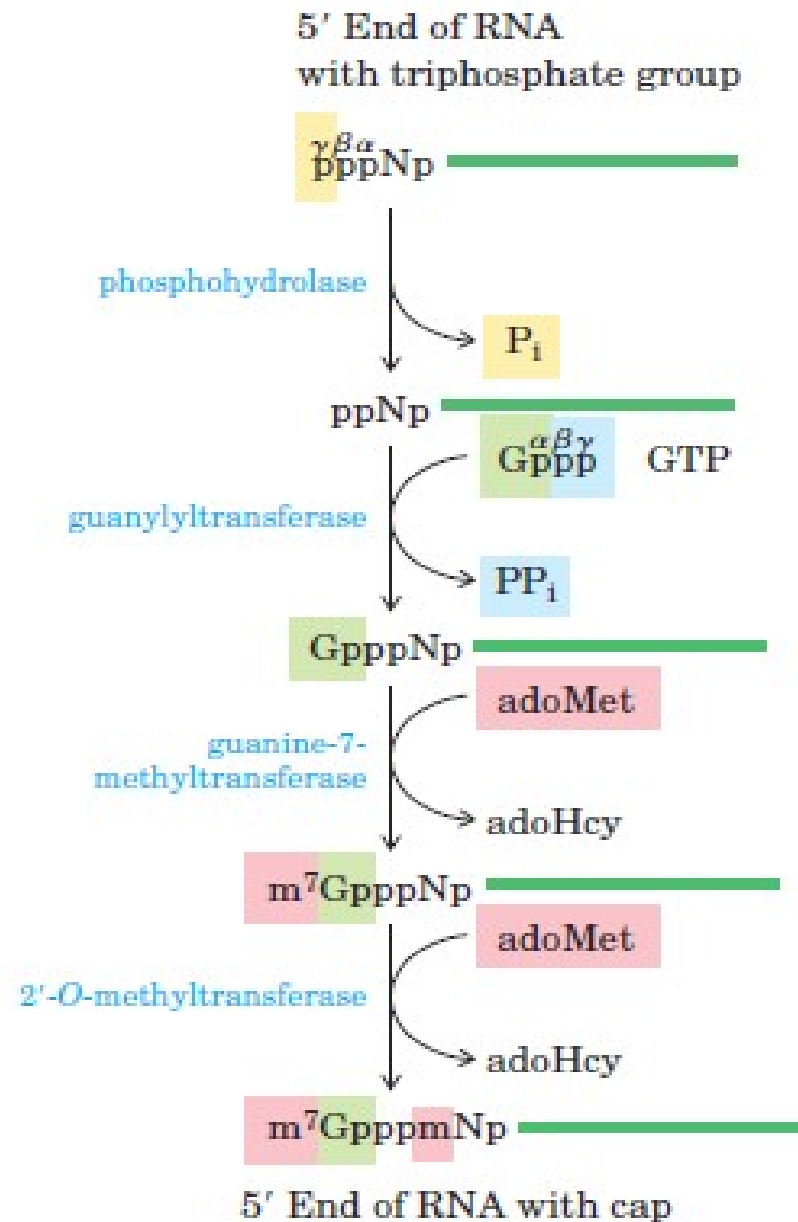 5′ End of RNA
with triphosphate group
γβα
pppNp
phosphohydrolase
Pi
ppNp
αβγ
Gppp GTP
guanylyltransferase
PPi
GpppNp
adoMet
guanine-7-
methyltransferase
adoHcy
m⁷GpppNp
adoMet
2′-O-methyltransferase
adoHcy
m⁷GpppmNp
5′ End of RNA with cap